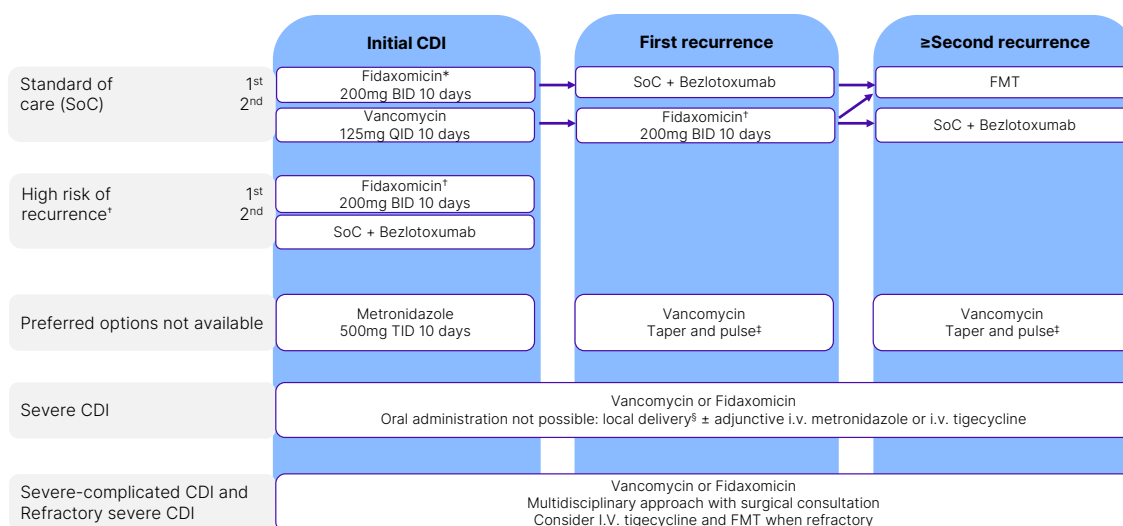 Initial CDI
First recurrence
≥Second recurrence
Standard of
care (SoC)
1st
2nd
Fidaxomicin*
200mg BID 10 days
SoC + Bezlotoxumab
FMT
Vancomycin
125mg QID 10 days
Fidaxomicin†
200mg BID 10 days
SoC + Bezlotoxumab
High risk of
recurrence†
1st
2nd
Fidaxomicin†
200mg BID 10 days
SoC + Bezlotoxumab
Preferred options not available
Metronidazole
500mg TID 10 days
Vancomycin
Taper and pulse‡
Vancomycin
Taper and pulse‡
Severe CDI
Vancomycin or Fidaxomicin
Oral administration not possible: local delivery§ ± adjunctive i.v. metronidazole or i.v. tigecycline
Severe-complicated CDI and
Refractory severe CDI
Vancomycin or Fidaxomicin
Multidisciplinary approach with surgical consultation
Consider I.V. tigecycline and FMT when refractory